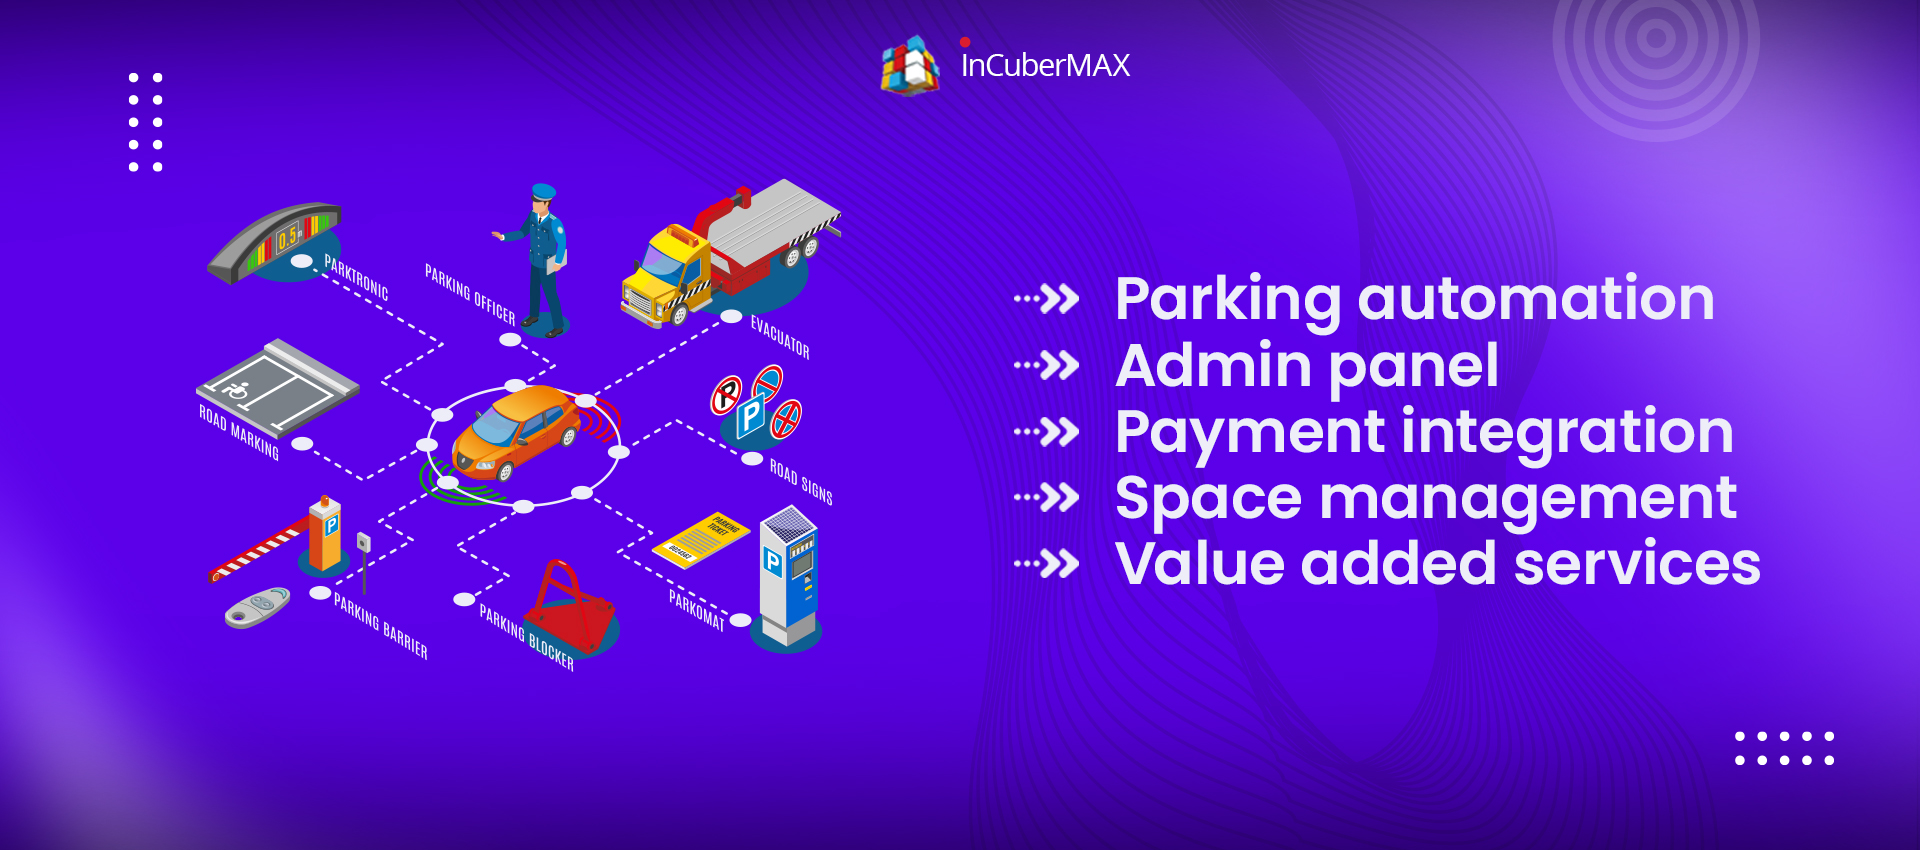 inCuberMAX
0.5m
PARKTRONIC
PARKING OFFICER
EVACUATOR
ROAD MARKING
P
P
ROAD SIGNS
P
PARKING BARRIER
PARKING BLOCKER
PARKING
TICKET
P
PARKOMAT
Parking automation
Admin panel
Payment integration
Space management
Value added services